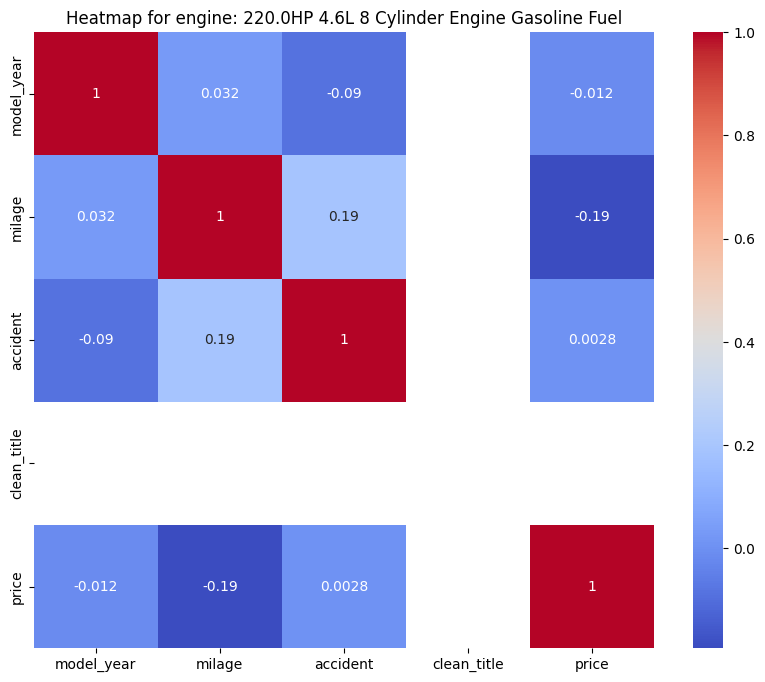 Heatmap for engine: 220.0HP 4.6L 8 Cylinder Engine Gasoline Fuel
model_year
1
0.032
-0.09
-0.012
milage
0.032
1
0.19
-0.19
accident
-0.09
0.19
1
0.0028
clean_title
price
-0.012
-0.19
0.0028
1
model_year
milage
accident
clean_title
price
1.0
0.8
0.6
0.4
0.2
0.0